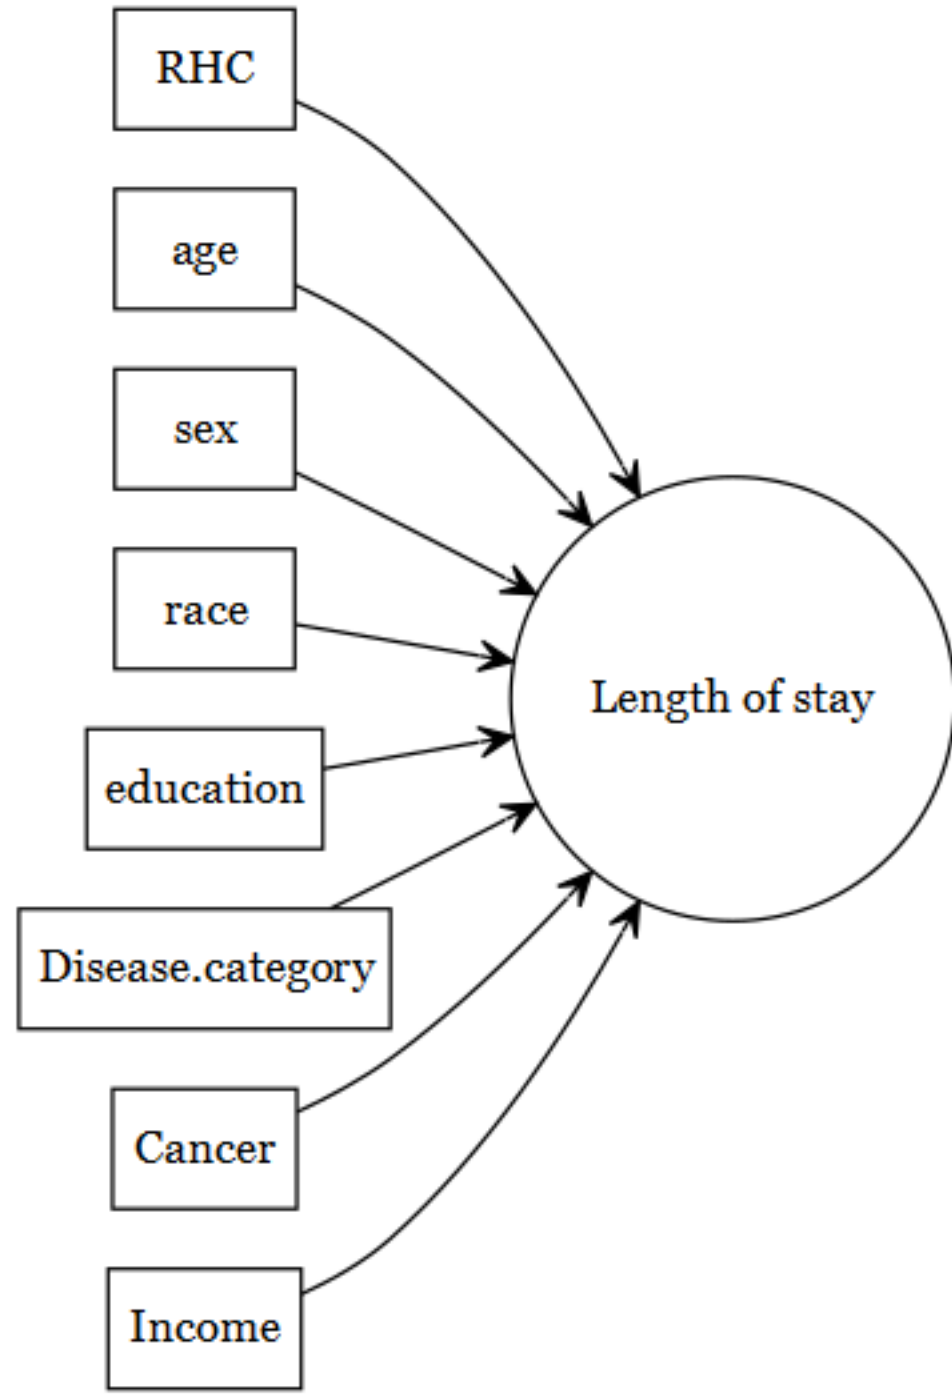 RHC
age
sex
race
education
Disease.category
Cancer
Income
Length of stay